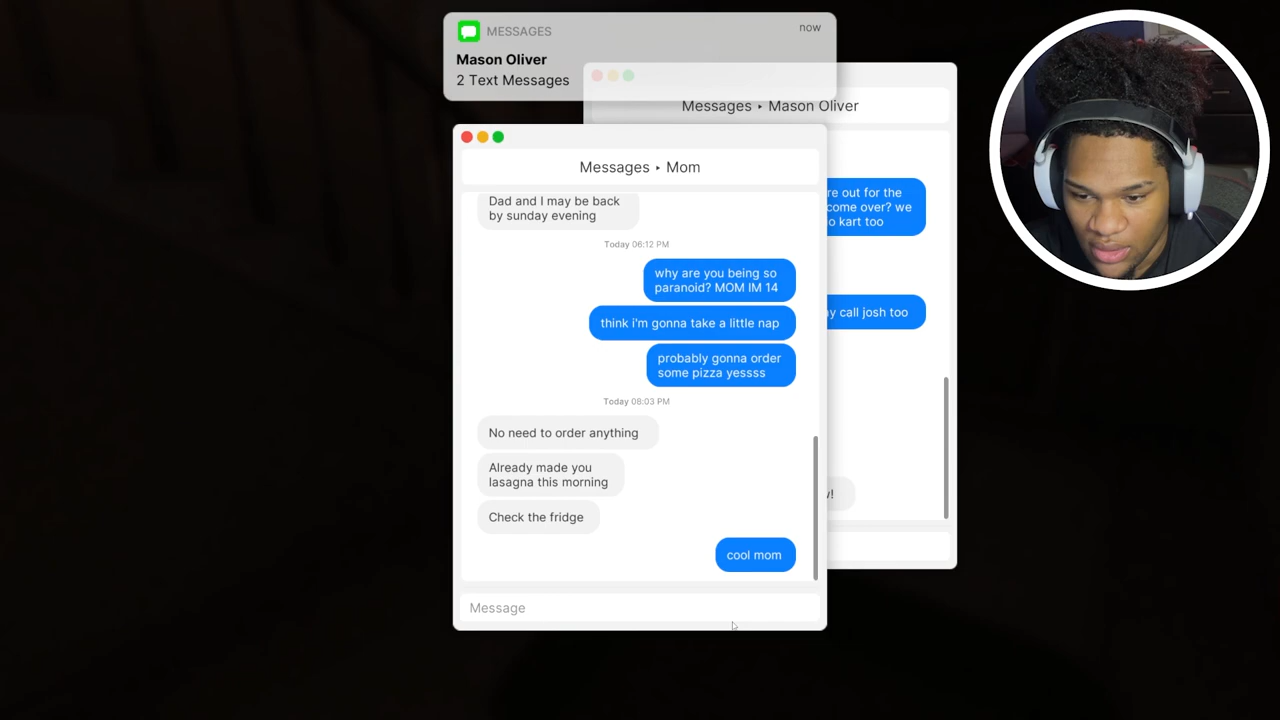 MESSAGES
now
Mason Oliver
2 Text Messages
Messages ‣ Mason Oliver
re out for the
come over? we
o kart too
ay call josh too
w!
Messages ‣ Mom
Dad and I may be back
by sunday evening
Today 06:12 PM
why are you being so
paranoid? MOM IM 14
think i'm gonna take a little nap
probably gonna order
some pizza yessss
Today 08:03 PM
No need to order anything
Already made you
lasagna this morning
Check the fridge
cool mom
Message